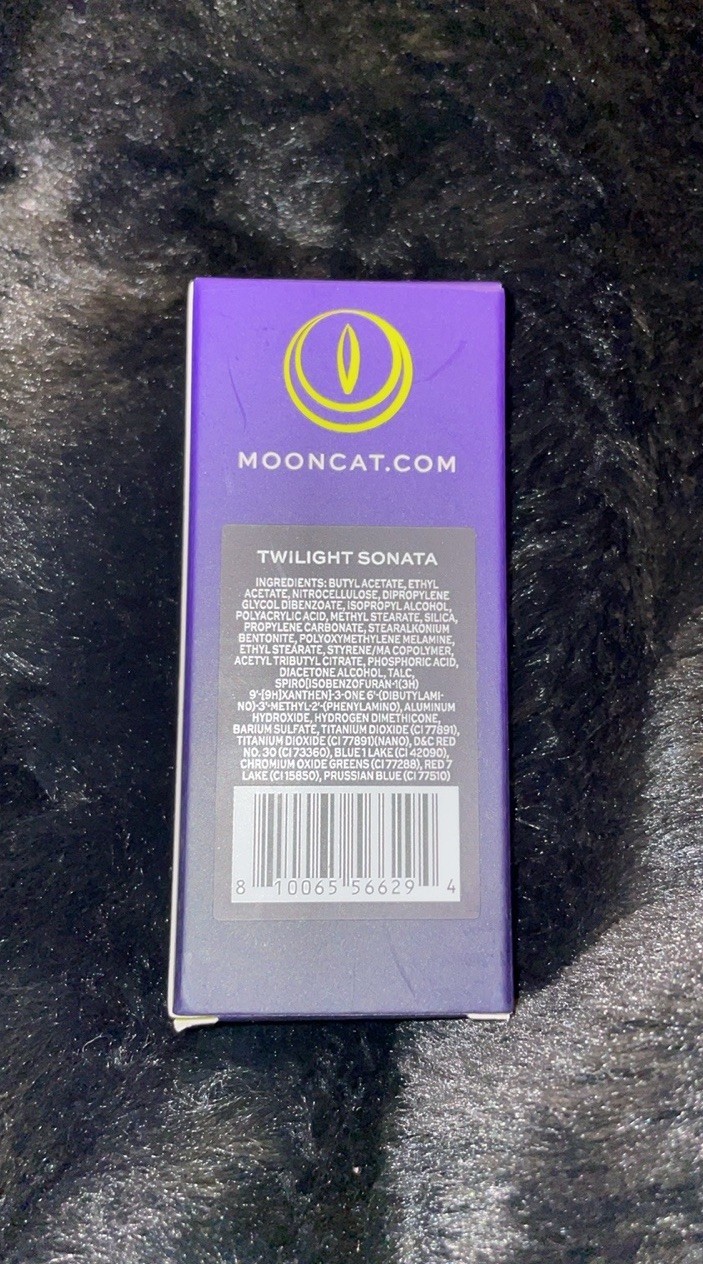 MOONCAT.COM
TWILIGHT SONATA
INGREDIENTS: BUTYL ACETATE, ETHYL
ACETATE, NITROCELLULOSE, DIPROPYLENE
GLYCOL DIBENZOATE, ISOPROPYL ALCOHOL,
POLYACRYLIC ACID, METHYL STEARATE, SILICA,
PROPYLENE CARBONATE, STEARALKONIUM
BENTONITE, POLYOXYMETHYLENE MELAMINE,
ETHYL STEARATE, STYRENE/MA COPOLYMER,
ACETYL TRIBUTYL CITRATE, PHOSPHORIC ACID,
DIACETONE ALCOHOL, TALC,
SPIRO[ISOBENZOFURAN-1(3H)
9'-[9H]XANTHEN]-3-ONE 6'-(DIBUTYLAMI-
NO)-3'-METHYL-2'-(PHENYLAMINO), ALUMINUM
HYDROXIDE, HYDROGEN DIMETHICONE,
BARIUM SULFATE, TITANIUM DIOXIDE (CI 77891),
TITANIUM DIOXIDE (CI 77891)(NANO), D&C RED
NO. 30 (CI 73360), BLUE 1 LAKE (CI 42090),
CHROMIUM OXIDE GREENS (CI 77288), RED 7
LAKE (CI 15850), PRUSSIAN BLUE (CI 77510)
8 10065 56629 4